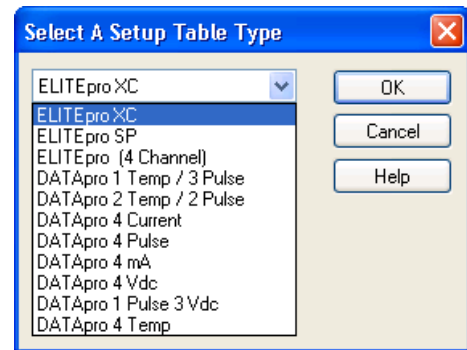 Select A Setup Table Type
ELITEpro XC
OK
ELITEpro XC
ELITEpro SP
Cancel
ELITEpro (4 Channel)
DATApro 1 Temp / 3 Pulse
Help
DATApro 2 Temp / 2 Pulse
DATApro 4 Current
DATApro 4 Pulse
DATApro 4 mA
DATApro 4 Vdc
DATApro 1 Pulse 3 Vdc
DATApro 4 Temp